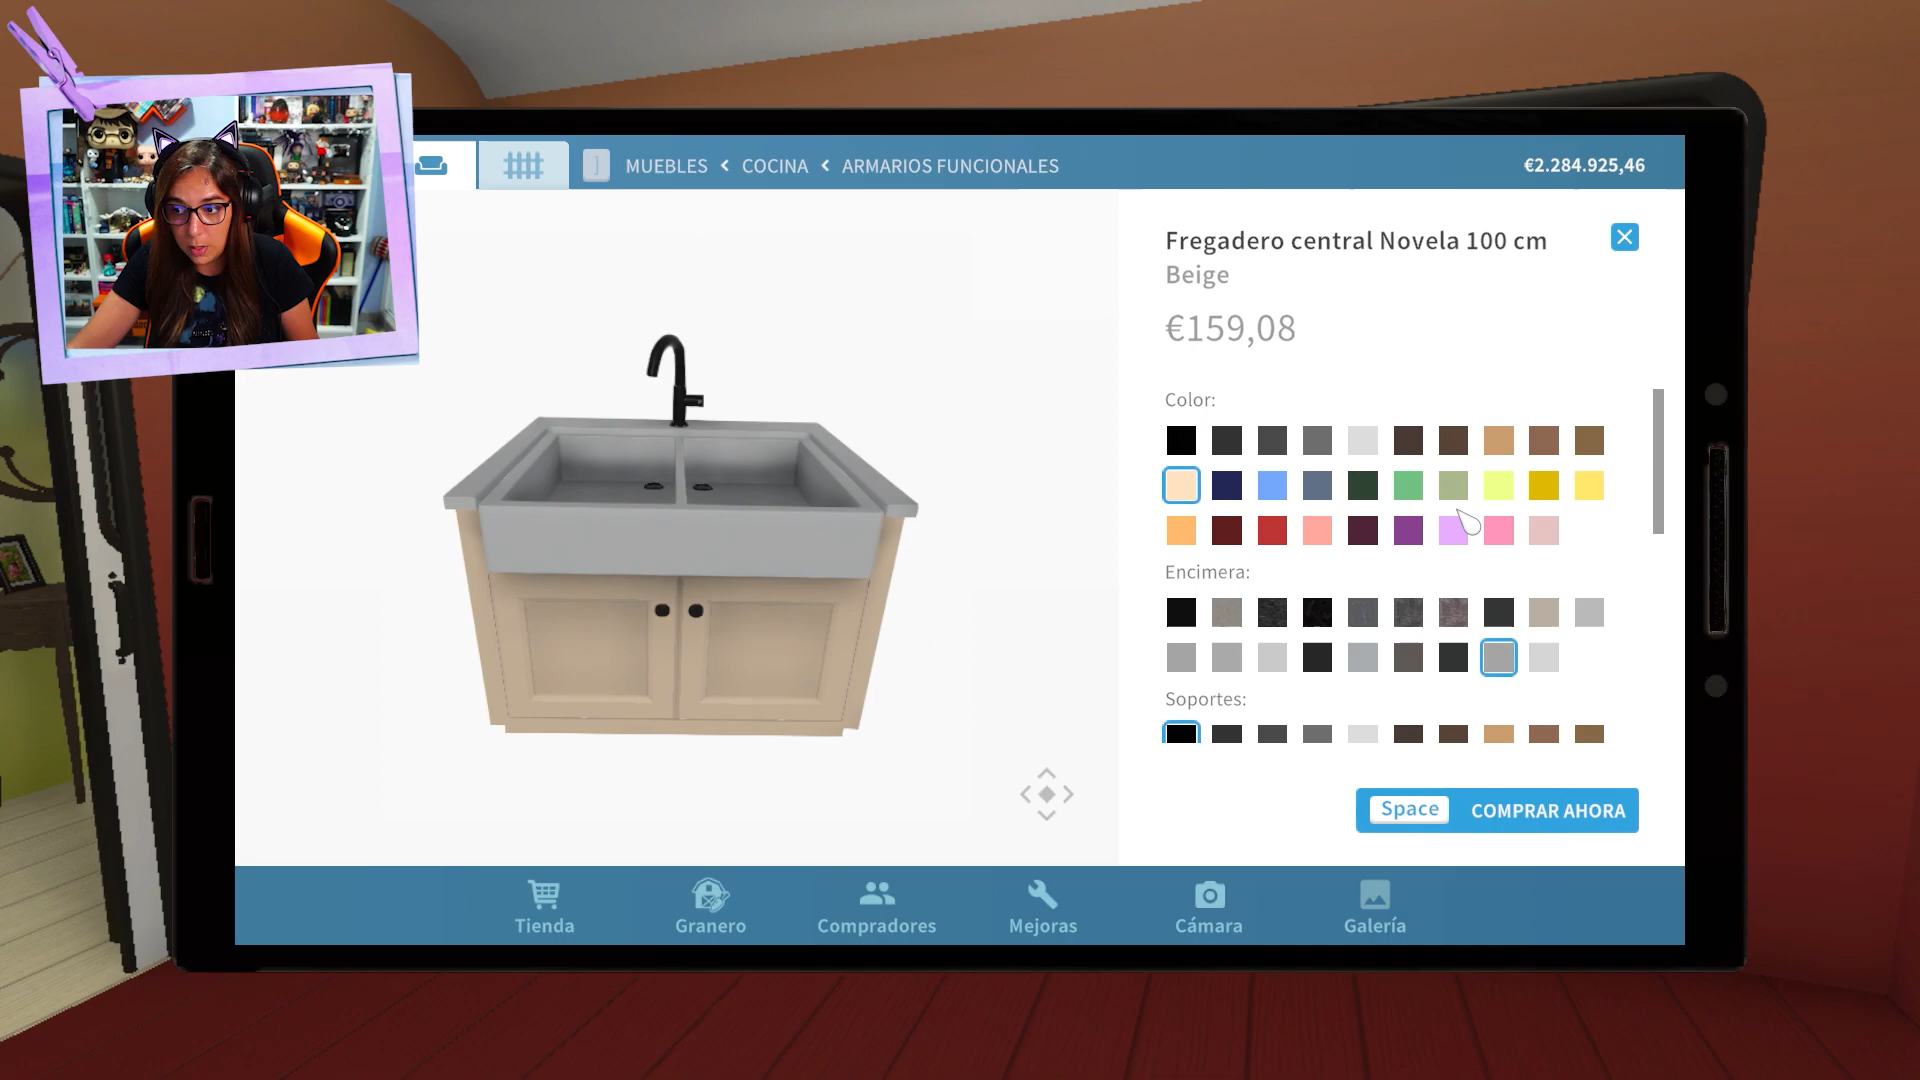 ] MUEBLES < COCINA < ARMARIOS FUNCIONALES
€2.284.925,46
Fregadero central Novela 100 cm
Beige
€159,08
Color:
Encimera:
Soportes:
Space COMPRAR AHORA
Tienda
Granero
Compradores
Mejoras
Cámara
Galería